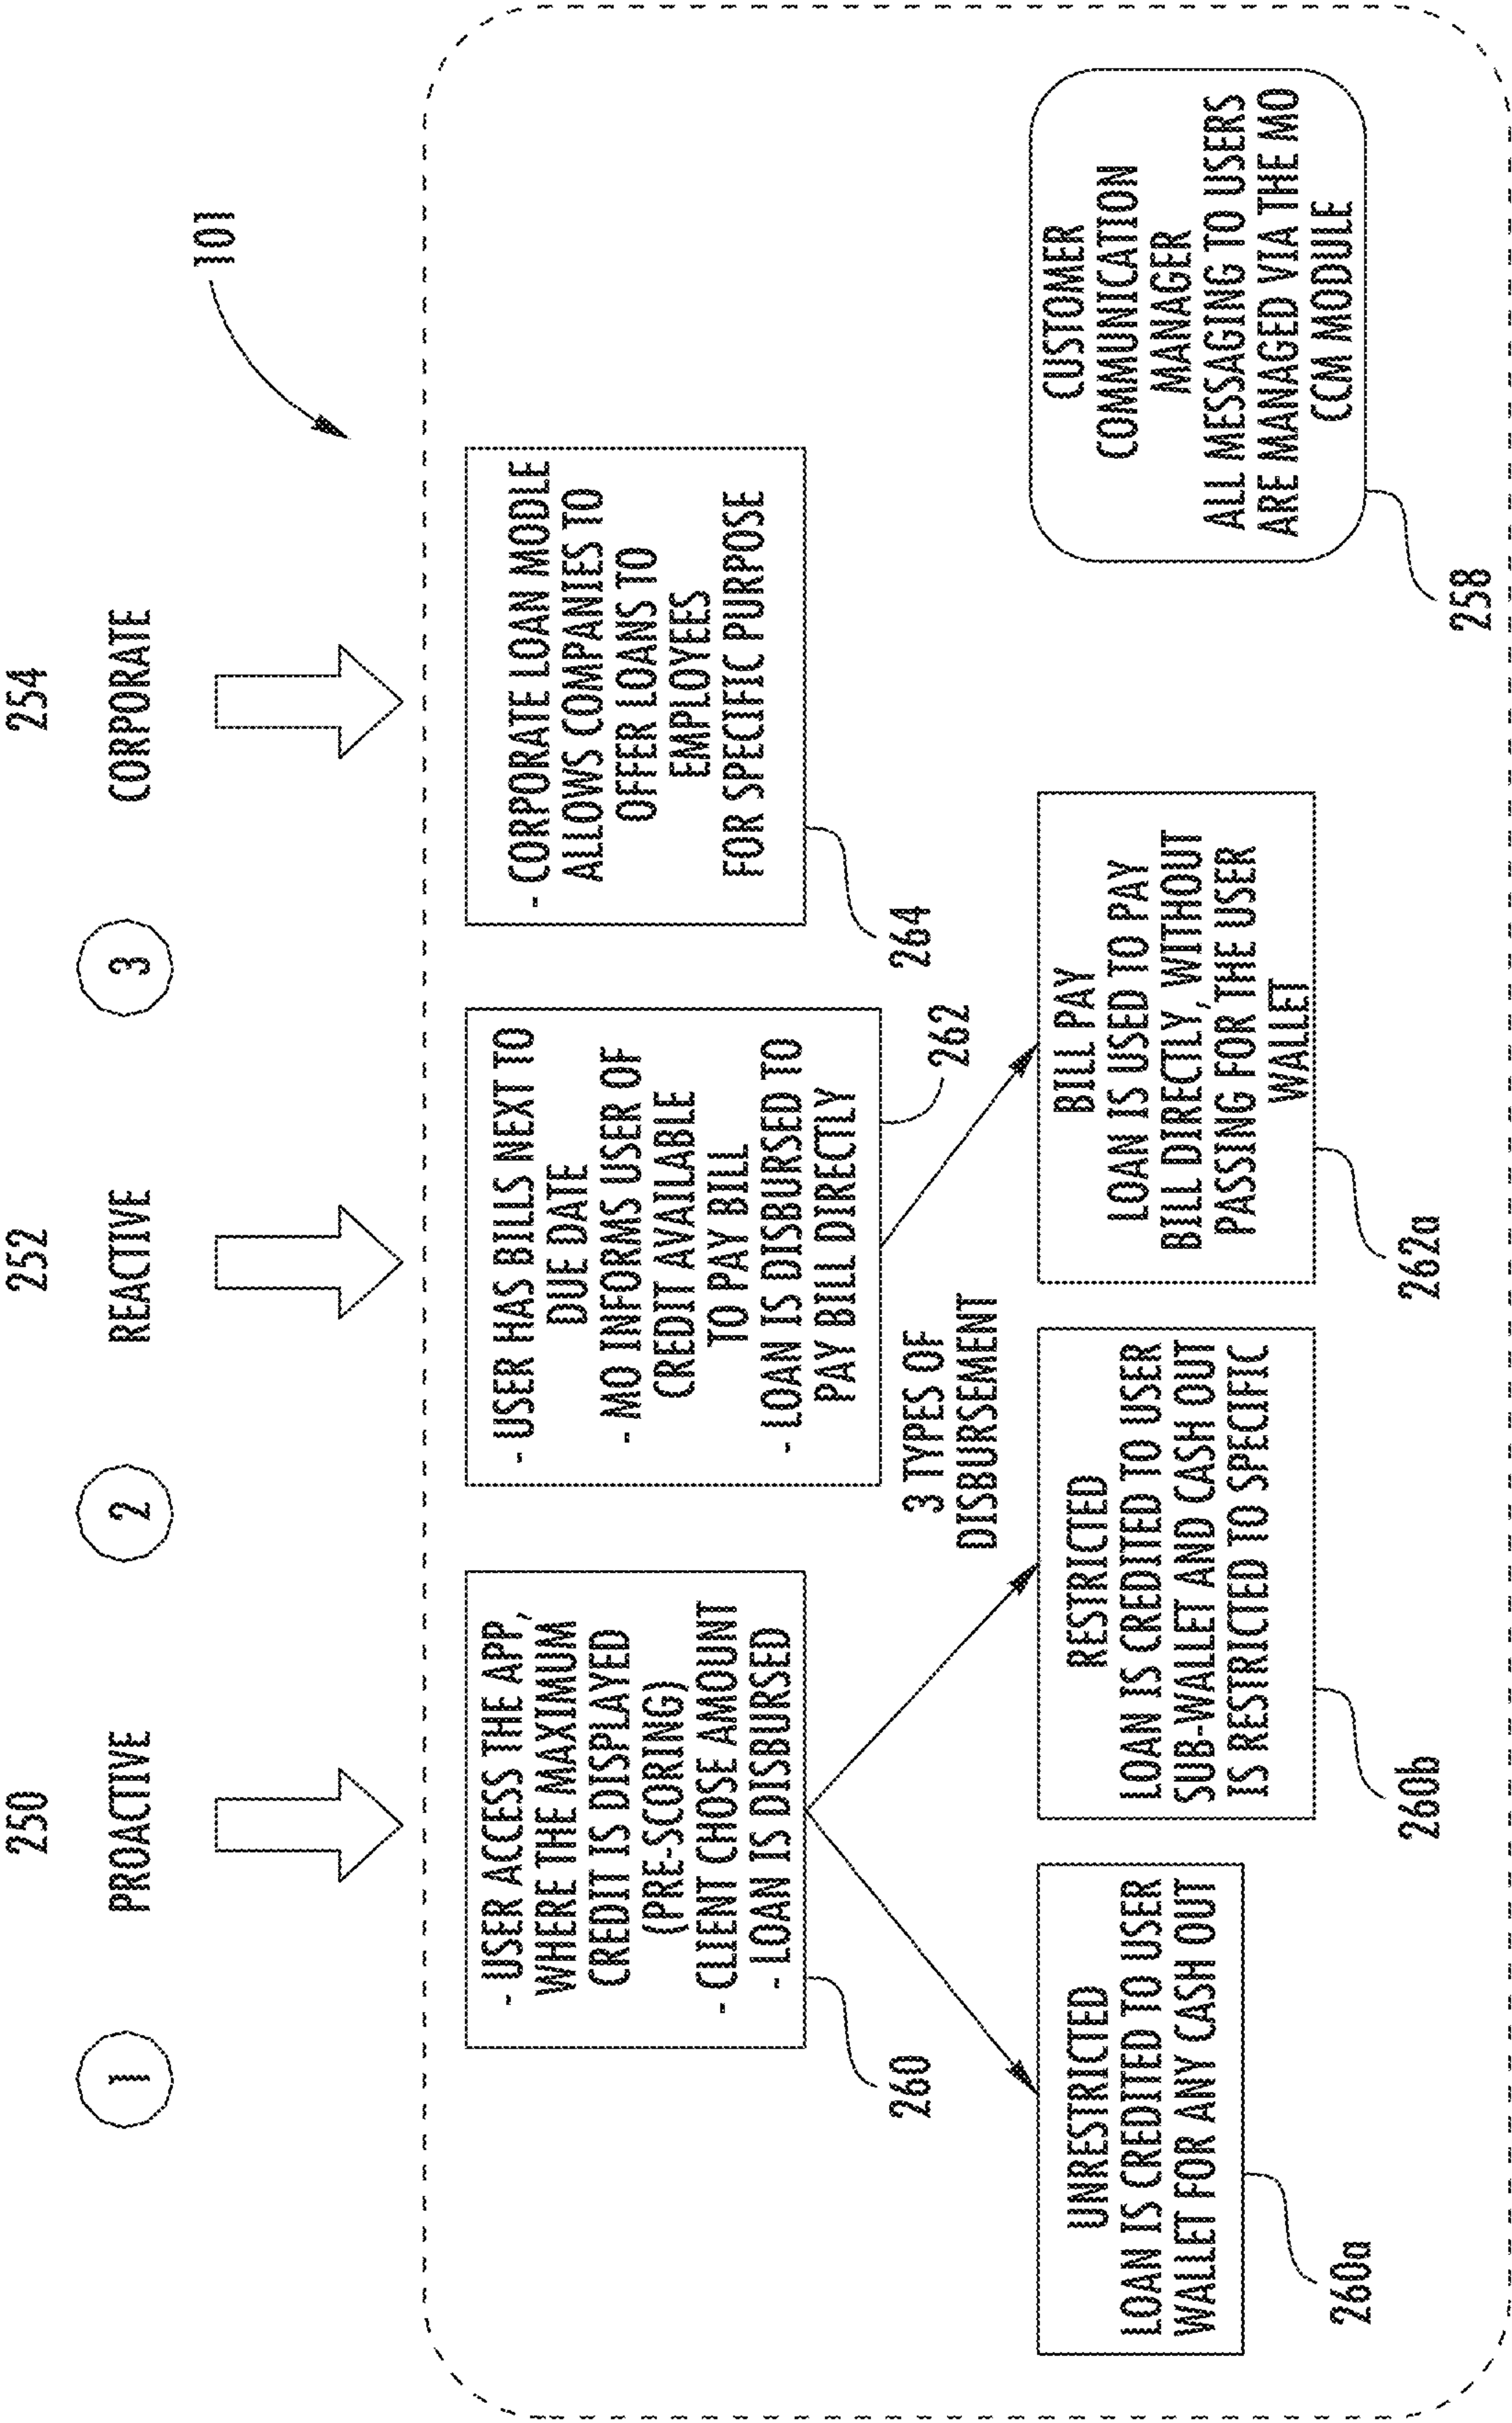 250
252
254
1
PROACTIVE
2
REACTIVE
3
CORPORATE
101
- USER ACCESS THE APP,
WHERE THE MAXIMUM
CREDIT IS DISPLAYED
(PRE-SCORING)
- CLIENT CHOSE AMOUNT
- LOAN IS DISBURSED
260
- USER HAS BILLS NEXT TO
DUE DATE
- MO INFORMS USER OF
CREDIT AVAILABLE
TO PAY BILL
- LOAN IS DISBURSED TO
PAY BILL DIRECTLY
262
- CORPORATE LOAN MODLE
ALLOWS COMPANIES TO
OFFER LOANS TO
EMPLOYEES
FOR SPECIFIC PURPOSE
264
3 TYPES OF
DISBURSEMENT
UNRESTRICTED
LOAN IS CREDITED TO USER
WALLET FOR ANY CASH OUT
260a
RESTRICTED
LOAN IS CREDITED TO USER
SUB-WALLET AND CASH OUT
IS RESTRICTED TO SPECIFIC
260b
BILL PAY
LOAN IS USED TO PAY
BILL DIRECTLY, WITHOUT
PASSING FOR THE USER
WALLET
262a
CUSTOMER
COMMUNICATION
MANAGER
ALL MESSAGING TO USERS
ARE MANAGED VIA THE MO
CCM MODULE
258